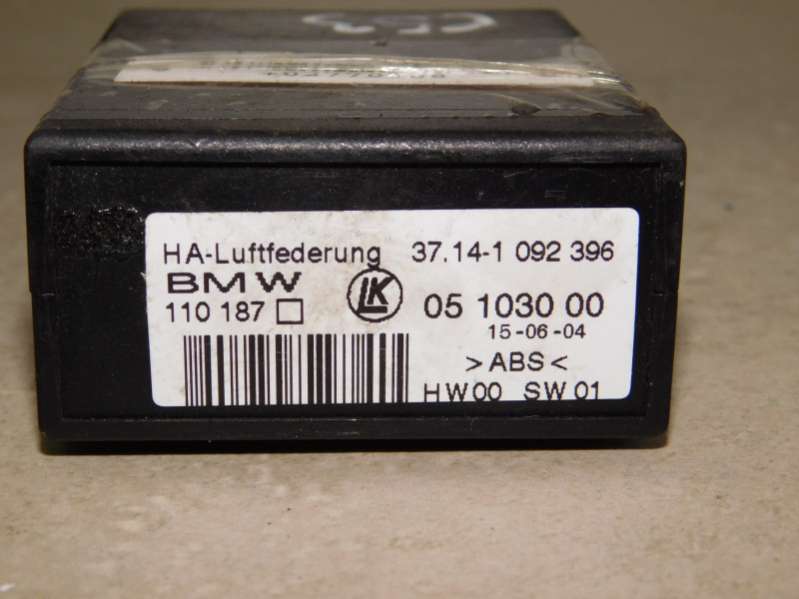 HA-Luftfederung 37.14-1 092 396
BMW LK 05 1030 00
110 187 □ 15-06-04
>ABS<
HW00 SW01